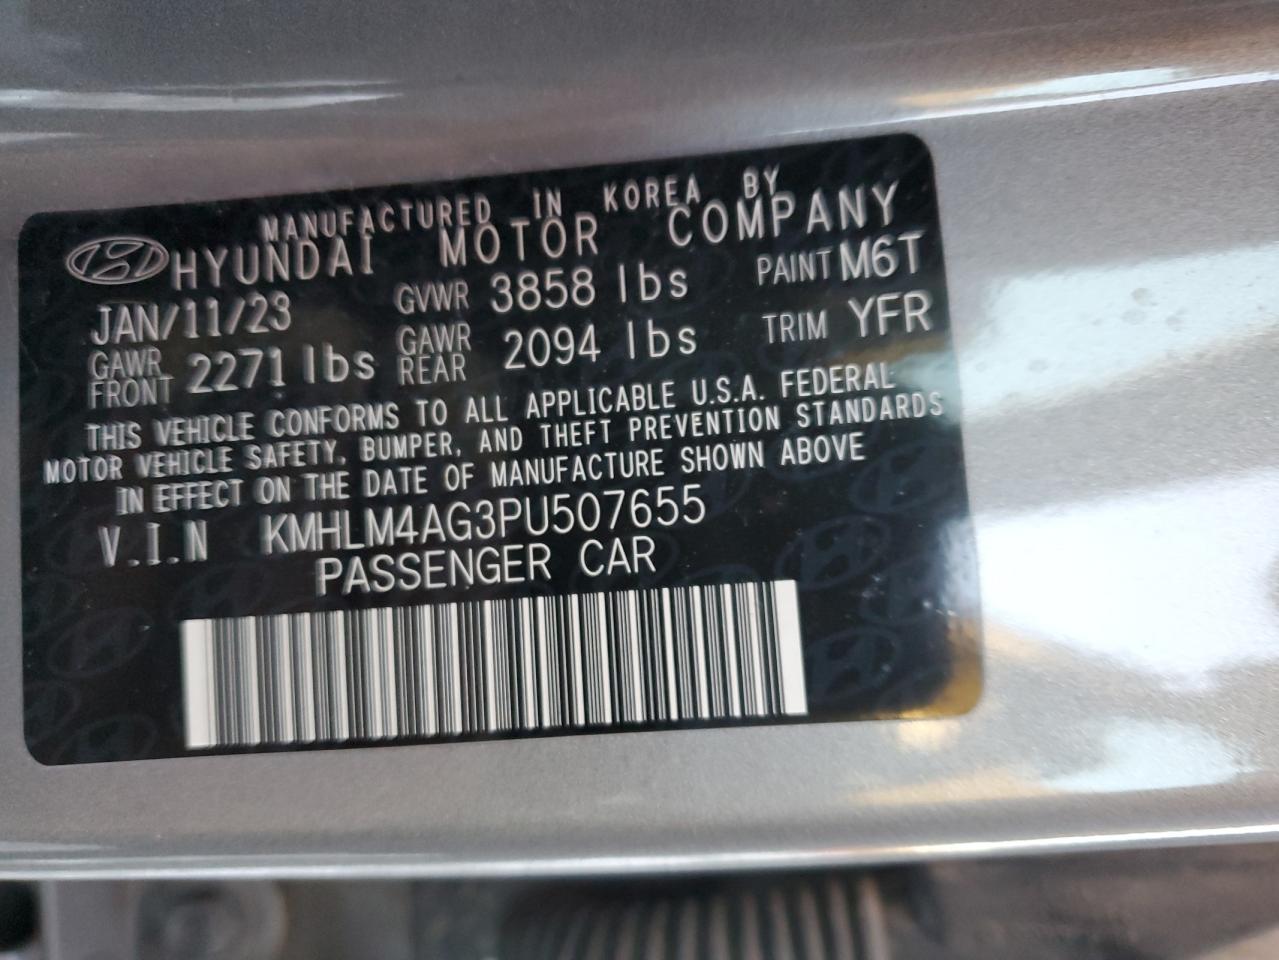 MANUFACTURED IN KOREA BY
HYUNDAI MOTOR COMPANY
JAN/11/23 GVWR 3858 lbs PAINT M6T
GAWR FRONT 2271 lbs GAWR REAR 2094 lbs TRIM YFR
THIS VEHICLE CONFORMS TO ALL APPLICABLE U.S.A. FEDERAL
MOTOR VEHICLE SAFETY, BUMPER, AND THEFT PREVENTION STANDARDS
IN EFFECT ON THE DATE OF MANUFACTURE SHOWN ABOVE
V.I.N KMHLM4AG3PU507655
PASSENGER CAR